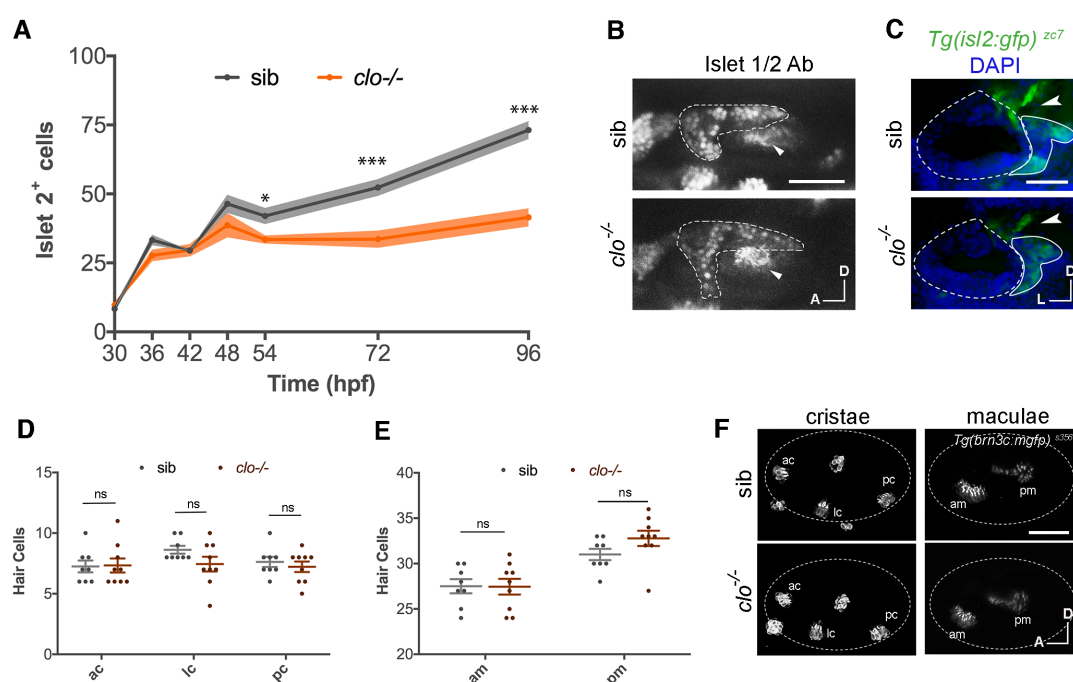 A
100
75
50
25
0
Islet 2+ cells
sib
clo-/-
*
***
***
30 36 42 48 54 72 96
Time (hpf)
B
Islet 1/2 Ab
sib
clo-/-
D
A
C
Tg(isl2:gfp) zc7
DAPI
D
L
D
sib
clo-/-
15
10
5
0
Hair Cells
ns
ns
ns
ac
lc
pc
E
sib
clo-/-
40
35
30
25
20
Hair Cells
ns
ns
am
pm
F
cristae
maculae
Tg(brn3c:mgfp) s356
sib
ac
pc
lc
am
pm
clo-/-
ac
pc
lc
am
pm
D
A